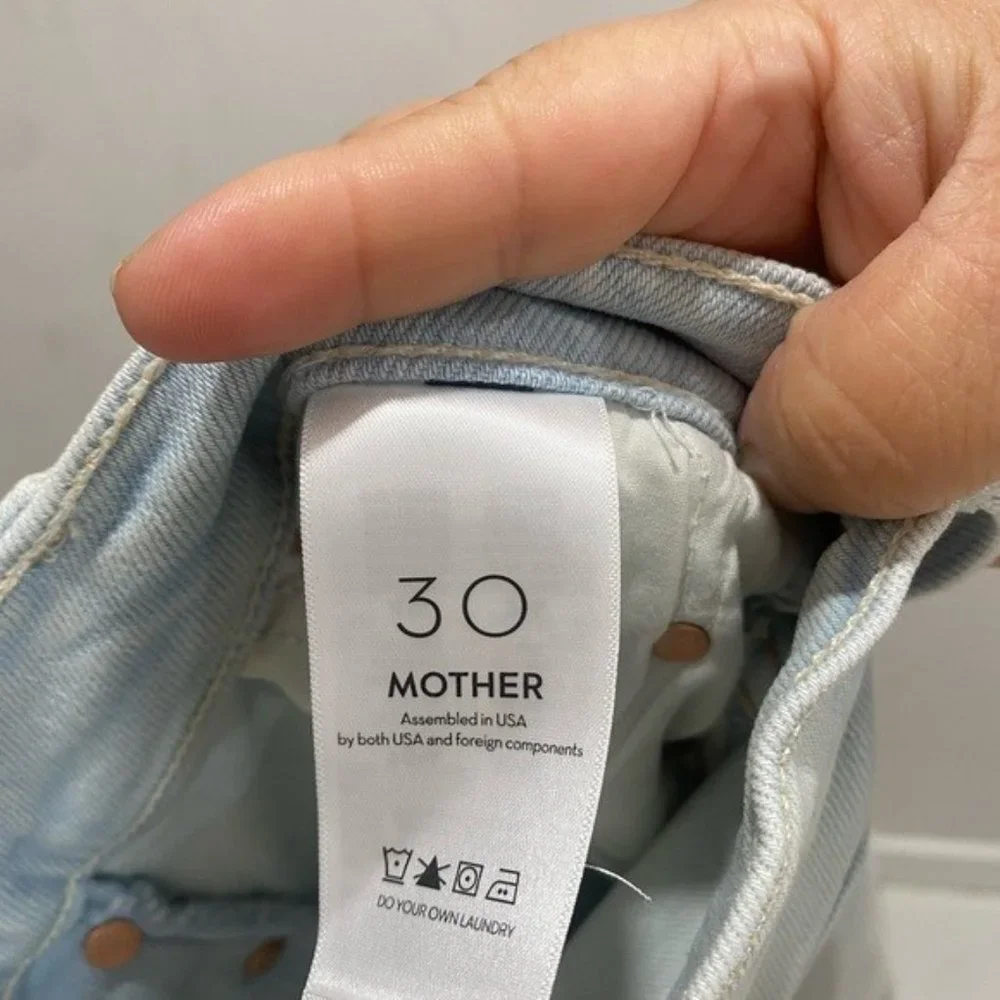 30
MOTHER
Assembled in USA
by both USA and foreign components
DO YOUR OWN LAUNDRY